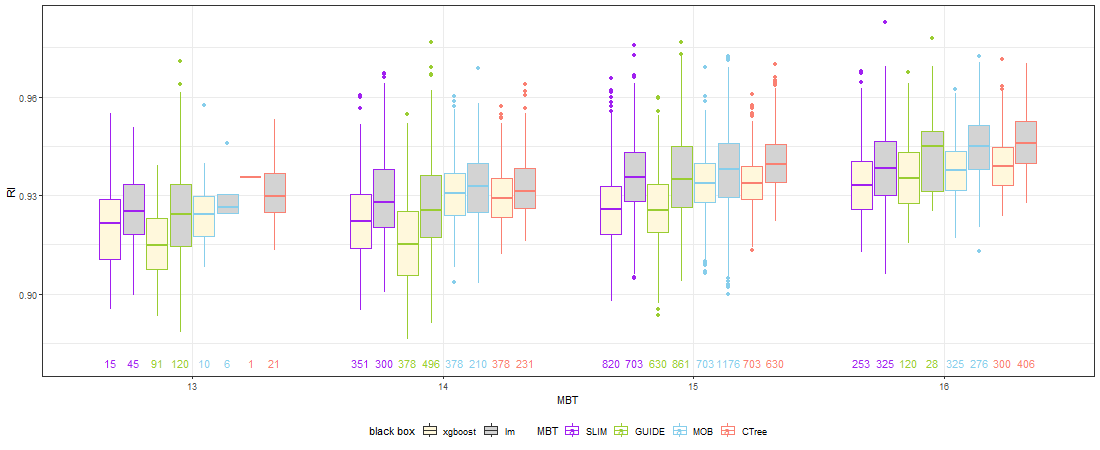 RI
0.96
0.93
0.90
15 45 91 120 10 6 1 21 351 300 378 496 378 210 378 231 820 703 630 861 703 1176 703 630 253 325 120 28 325 276 300 406
13 14 15 16
MBT
black box xgboost lm MBT a SLIM a GUIDE a MOB a CTree